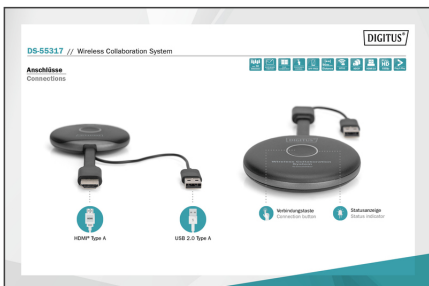 DIGITUS®
DS-55317 // Wireless Collaboration System
Anschlüsse
Connections
HDMI® Type A
USB 2.0 Type A
Verbindungstaste
Connection button
Statusanzeige
Status indicator